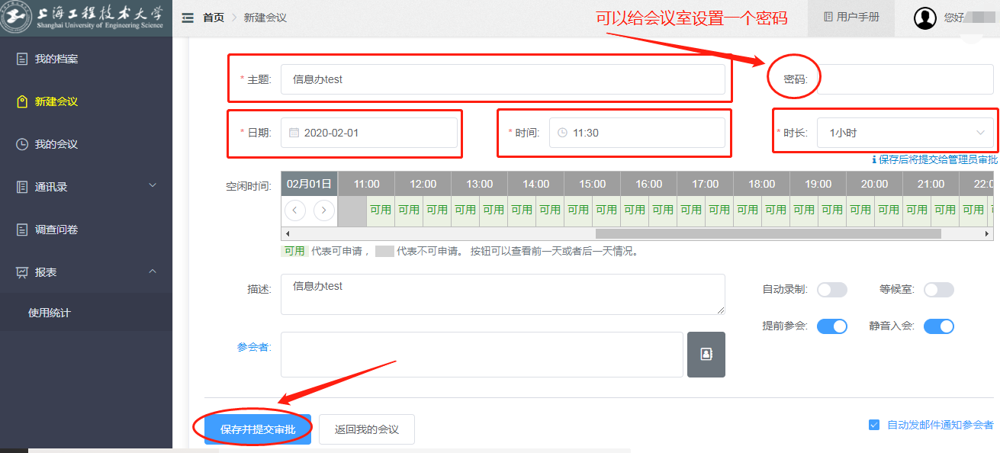 上海工程技术大学
Shanghai University of Engineering Science
首页 新建会议
可以给会议室设置一个密码
用户手册
您好
我的档案
新建会议
我的会议
通讯录
调查问卷
报表
使用统计
* 主题: 信息办test
密码:
* 日期: 2020-02-01
* 时间: 11:30
* 时长: 1小时
保存后将提交给管理员审批
空闲时间: 02月01日 11:00 12:00 13:00 14:00 15:00 16:00 17:00 18:00 19:00 20:00 21:00 22:0
可用 可用 可用 可用 可用 可用 可用 可用 可用 可用 可用 可用 可用 可用 可用 可用 可用 可用 可用 可用 可用 可用
可用 代表可申请， 代表不可申请。 按钮可以查看前一天或者后一天情况。
描述: 信息办test
自动录制: 等候室:
提前参会: 静音入会:
参会者:
保存并提交审批 返回我的会议
自动发邮件通知参会者